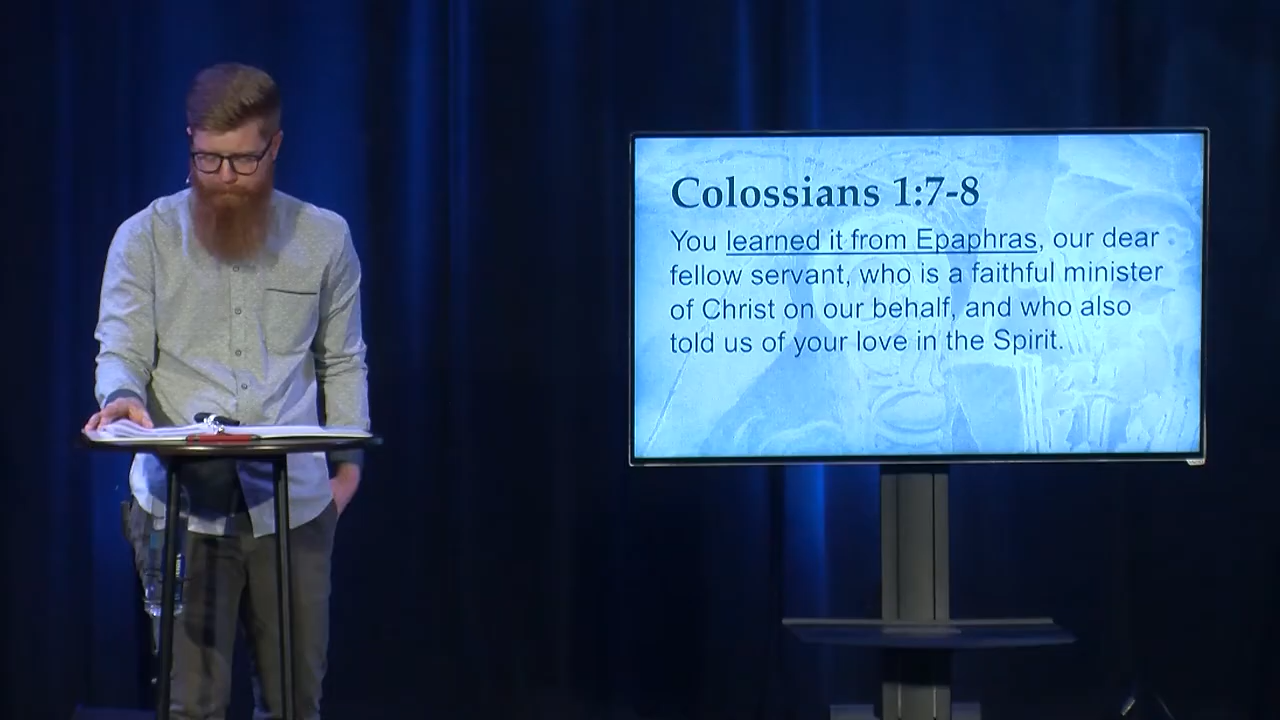 Colossians 1:7-8
You learned it from Epaphras, our dear
fellow servant, who is a faithful minister
of Christ on our behalf, and who also
told us of your love in the Spirit.